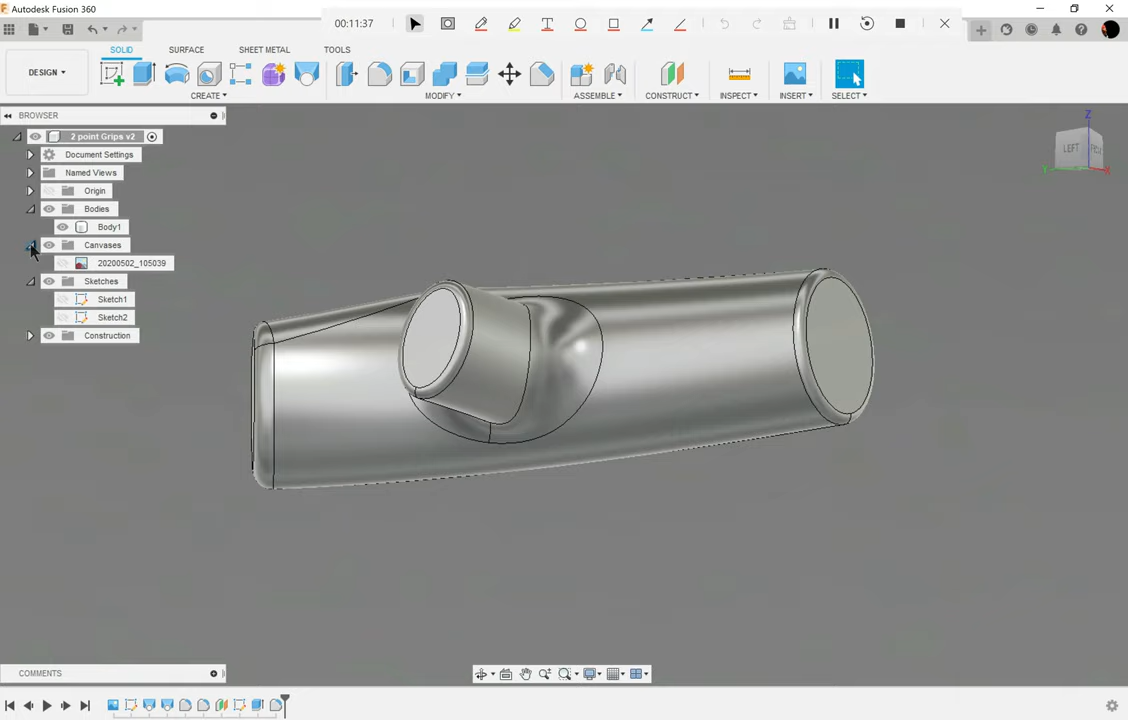 Autodesk Fusion 360
00:11:37
SOLID SURFACE SHEET METAL TOOLS
DESIGN
CREATE MODIFY ASSEMBLE CONSTRUCT INSPECT INSERT SELECT
BROWSER
2 point Grips v2
Document Settings
Named Views
Origin
Bodies
Body1
Canvases
20200502_105039
Sketches
Sketch1
Sketch2
Construction
Z
LEFT
Y
X
COMMENTS